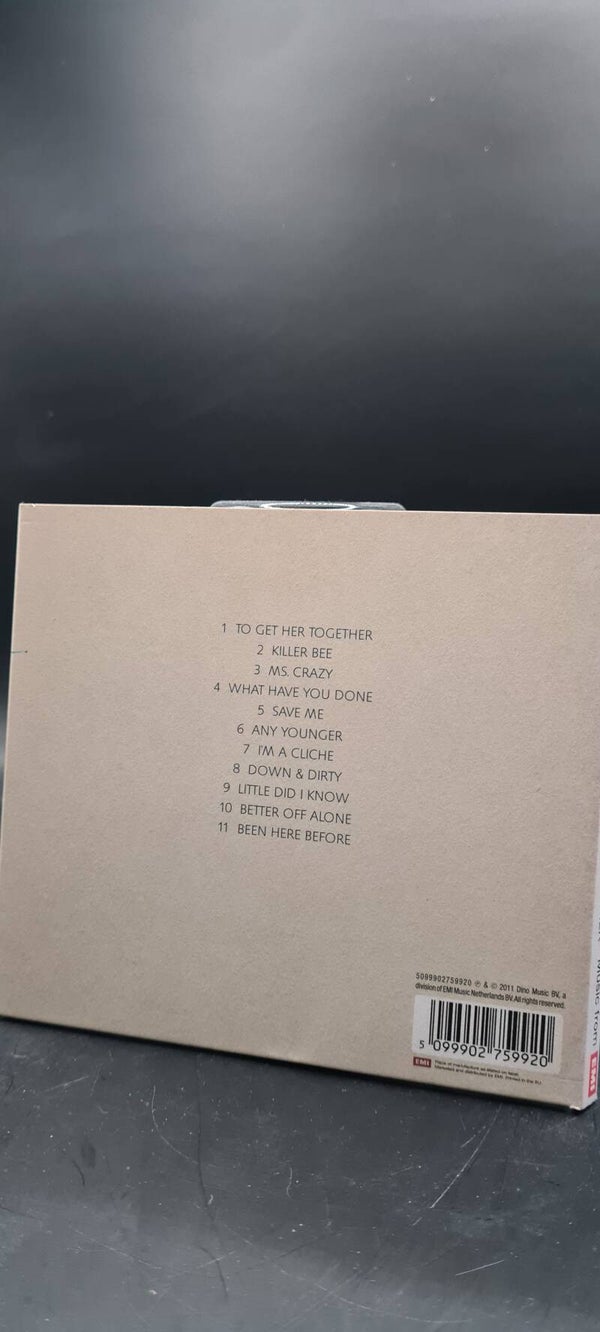 1 TO GET HER TOGETHER
2 KILLER BEE
3 MS. CRAZY
4 WHAT HAVE YOU DONE
5 SAVE ME
6 ANY YOUNGER
7 I'M A CLICHE
8 DOWN & DIRTY
9 LITTLE DID I KNOW
10 BETTER OFF ALONE
11 BEEN HERE BEFORE
5099902759920 ℗ & © 2011 Dino Music BV, a
division of EMI Music Netherlands BV. All rights reserved.
5 099902 759920
EMI
Music from
EMI